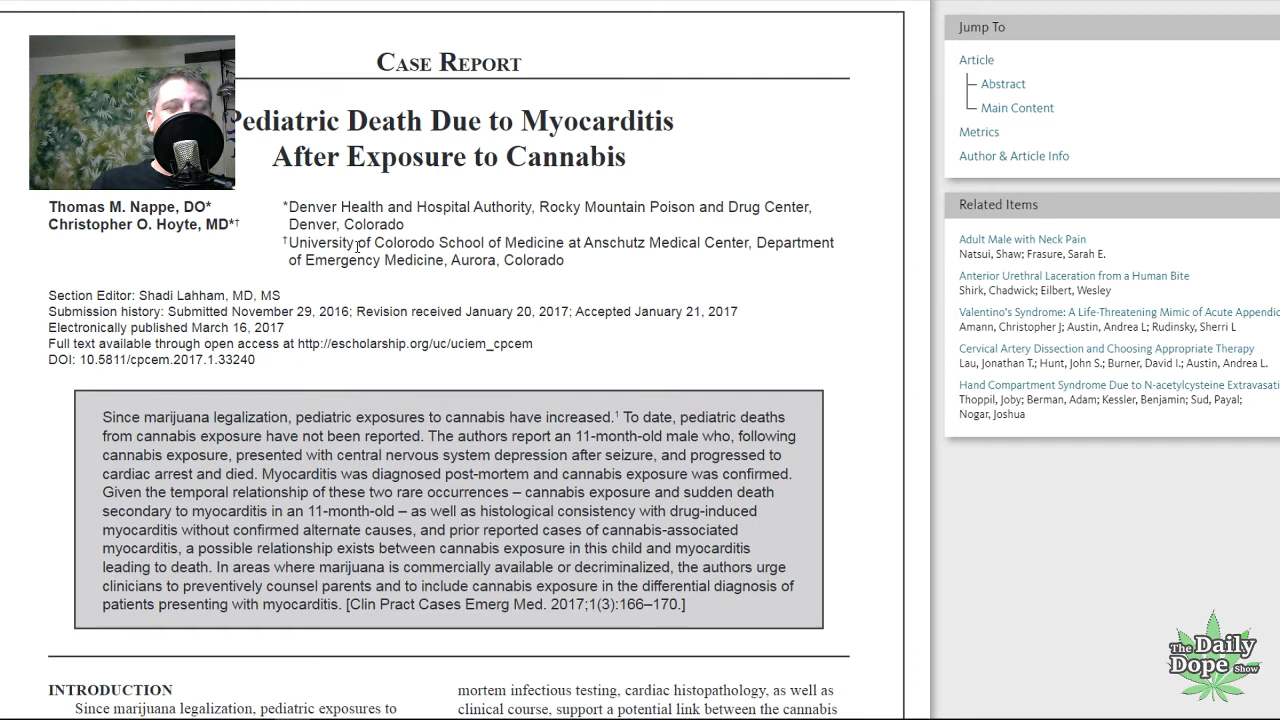 CASE REPORT
Pediatric Death Due to Myocarditis
After Exposure to Cannabis
Thomas M. Nappe, DO*
Christopher O. Hoyte, MD*†
*Denver Health and Hospital Authority, Rocky Mountain Poison and Drug Center,
Denver, Colorado
†University of Colorodo School of Medicine at Anschutz Medical Center, Department
of Emergency Medicine, Aurora, Colorado
Section Editor: Shadi Lahham, MD, MS
Submission history: Submitted November 29, 2016; Revision received January 20, 2017; Accepted January 21, 2017
Electronically published March 16, 2017
Full text available through open access at http://escholarship.org/uc/uciem_cpcem
DOI: 10.5811/cpcem.2017.1.33240
Since marijuana legalization, pediatric exposures to cannabis have increased.1 To date, pediatric deaths
from cannabis exposure have not been reported. The authors report an 11-month-old male who, following
cannabis exposure, presented with central nervous system depression after seizure, and progressed to
cardiac arrest and died. Myocarditis was diagnosed post-mortem and cannabis exposure was confirmed.
Given the temporal relationship of these two rare occurrences – cannabis exposure and sudden death
secondary to myocarditis in an 11-month-old – as well as histological consistency with drug-induced
myocarditis without confirmed alternate causes, and prior reported cases of cannabis-associated
myocarditis, a possible relationship exists between cannabis exposure in this child and myocarditis
leading to death. In areas where marijuana is commercially available or decriminalized, the authors urge
clinicians to preventively counsel parents and to include cannabis exposure in the differential diagnosis of
patients presenting with myocarditis. [Clin Pract Cases Emerg Med. 2017;1(3):166–170.]
INTRODUCTION
Since marijuana legalization, pediatric exposures to
mortem infectious testing, cardiac histopathology, as well as
clinical course, support a potential link between the cannabis
Jump To
Article
Abstract
Main Content
Metrics
Author & Article Info
Related Items
Adult Male with Neck Pain
Natsui, Shaw; Frasure, Sarah E.
Anterior Urethral Laceration from a Human Bite
Shirk, Chadwick; Eilbert, Wesley
Valentino's Syndrome: A Life-Threatening Mimic of Acute Appendic
Amann, Christopher J; Austin, Andrea L; Rudinsky, Sherri L
Cervical Artery Dissection and Choosing Appropriate Therapy
Lau, Jonathan T.; Hunt, John S.; Burner, David I.; Austin, Andrea L.
Hand Compartment Syndrome Due to N-acetylcysteine Extravasati
Thoppil, Joby; Berman, Adam; Kessler, Benjamin; Sud, Payal;
Nogar, Joshua
The Daily
Dope Show